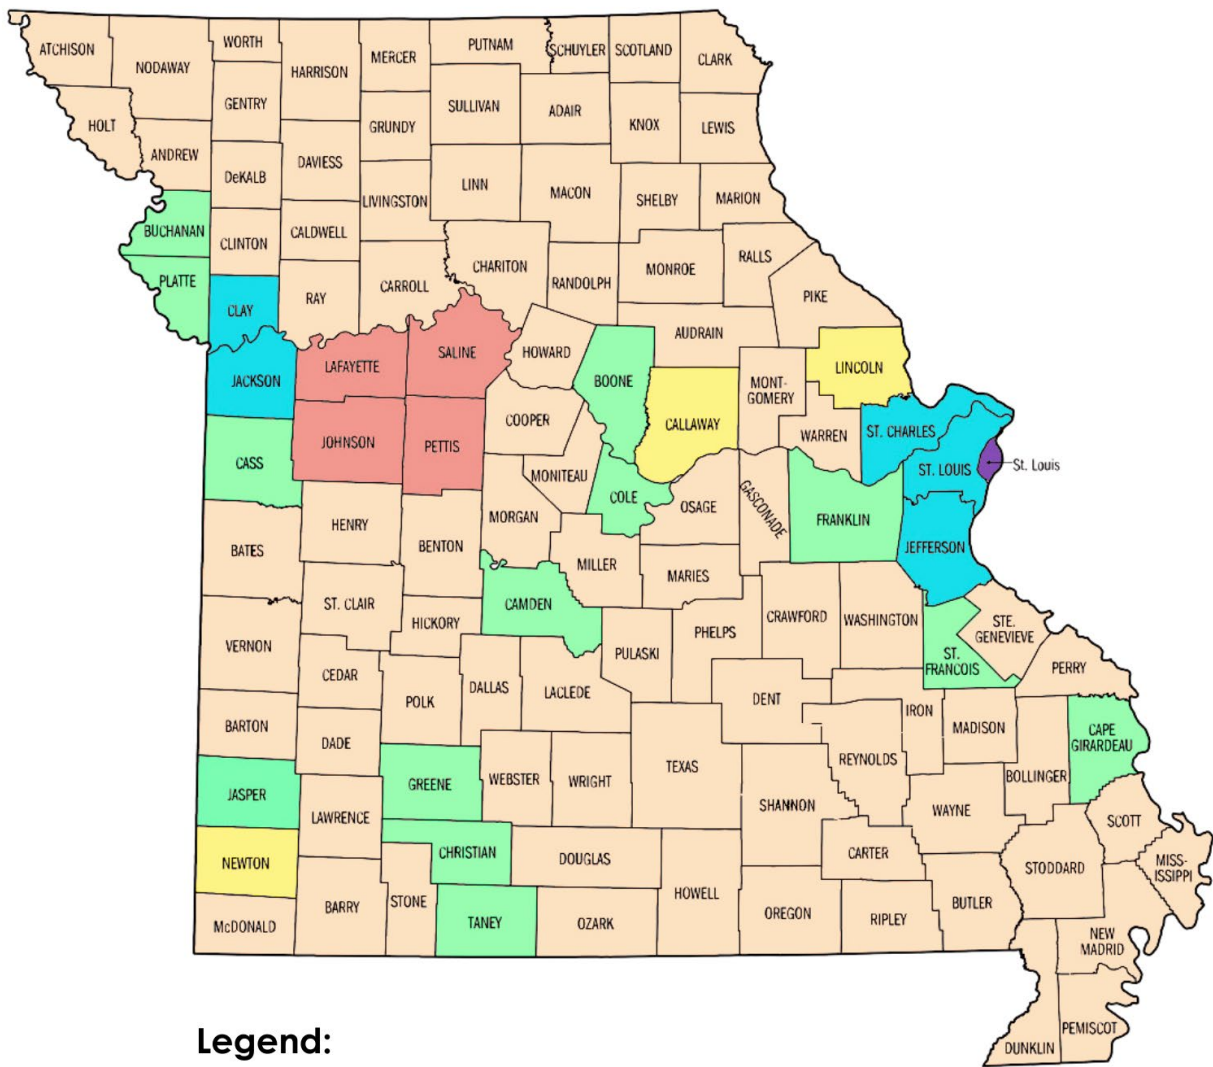 ATCHISON
NODAWAY
WORTH
HARRISON
MERCER
PUTNAM
SCHUYLER
SCOTLAND
CLARK
HOLT
GENTRY
GRUNDY
SULLIVAN
ADAIR
KNOX
LEWIS
ANDREW
DeKALB
DAVIESS
LIVINGSTON
LINN
MACON
SHELBY
MARION
BUCHANAN
CLINTON
CALDWELL
CHARITON
RANDOLPH
MONROE
RALLS
PLATTE
CLAY
RAY
CARROLL
PIKE
AUDRAIN
JACKSON
LAFAYETTE
SALINE
HOWARD
BOONE
MONT-
GOMERY
LINCOLN
CALLAWAY
COOPER
WARREN
ST. CHARLES
CASS
JOHNSON
PETTIS
MONITEAU
COLE
ST. LOUIS
St. Louis
OSAGE
GASCONADE
FRANKLIN
HENRY
MORGAN
BATES
BENTON
MILLER
MARIES
JEFFERSON
ST. CLAIR
CAMDEN
HICKORY
PHELPS
CRAWFORD
WASHINGTON
STE.
GENEVIEVE
VERNON
CEDAR
PULASKI
ST.
FRANCOIS
PERRY
POLK
DALLAS
LACLEDE
DENT
IRON
MADISON
CAPE
GIRARDEAU
BARTON
DADE
TEXAS
REYNOLDS
BOLLINGER
JASPER
GREENE
WEBSTER
WRIGHT
SHANNON
WAYNE
SCOTT
LAWRENCE
NEWTON
CHRISTIAN
DOUGLAS
CARTER
STODDARD
MISS-
ISSIPPI
McDONALD
BARRY
STONE
TANEY
OZARK
HOWELL
OREGON
RIPLEY
BUTLER
NEW
MADRID
DUNKLIN
PEMISCOT
Legend: